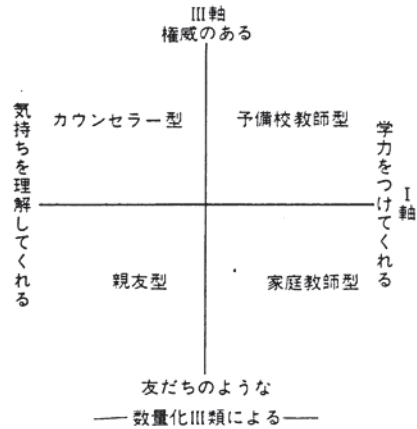 III軸
権威のある
カウンセラー型
予備校教師型
気持ちを理解してくれる
学力をつけてくれる
I軸
親友型
家庭教師型
友だちのような
数量化III類による